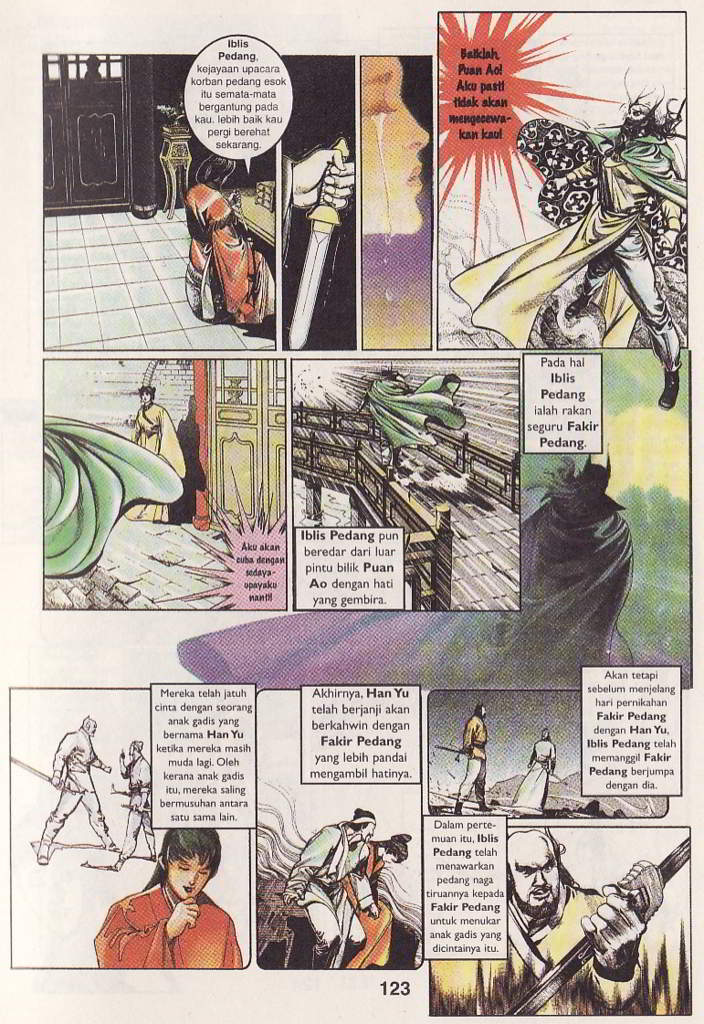 Iblis
Pedang,
kejayaan upacara
korban pedang esok
itu semata-mata
bergantung pada
kau. lebih baik kau
pergi berehat
sekarang.
Baiklah,
Puan Ao!
Aku pasti
tidak akan
mengecewa-
kan kau!
Aku akan
cuba dengan
sedaya-
upayaku
nanti!
Iblis Pedang pun
beredar dari luar
pintu bilik Puan
Ao dengan hati
yang gembira.
Pada hal
Iblis
Pedang
ialah rakan
seguru Fakir
Pedang.
Mereka telah jatuh
cinta dengan seorang
anak gadis yang
bernama Han Yu
ketika mereka masih
muda lagi. Oleh
kerana anak gadis
itu, mereka saling
bermusuhan antara
satu sama lain.
Akhirnya, Han Yu
telah berjanji akan
berkahwin dengan
Fakir Pedang
yang lebih pandai
mengambil hatinya.
Akan tetapi
sebelum menjelang
hari pernikahan
Fakir Pedang
dengan Han Yu,
Iblis Pedang telah
memanggil Fakir
Pedang berjumpa
dengan dia.
Dalam perte-
muan itu, Iblis
Pedang telah
menawarkan
pedang naga
tiruannya kepada
Fakir Pedang
untuk menukar
anak gadis yang
dicintainya itu.
123